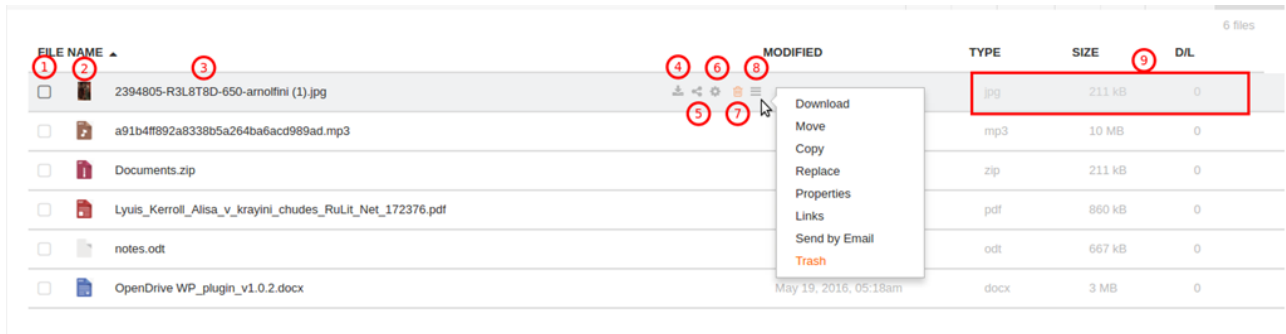 6 files
FILE NAME MODIFIED TYPE SIZE D/L
1 2 3 4 6 8 9
2394805-R3L8T8D-650-arnolfini (1).jpg jpg 211 kB 0
5 7
Download
a91b4ff892a8338b5a264ba6acd989ad.mp3 mp3 10 MB 0
Move
Copy
Documents.zip zip 211 kB 0
Replace
Properties
Lyuis_Kerroll_Alisa_v_krayini_chudes_RuLit_Net_172376.pdf pdf 860 kB 0
Links
Send by Email
notes.odt odt 667 kB 0
Trash
OpenDrive WP_plugin_v1.0.2.docx May 19, 2016, 05:18am docx 3 MB 0